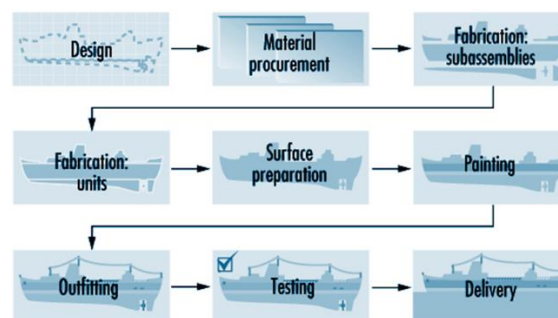 Design
Material
procurement
Fabrication:
subassemblies
Fabrication:
units
Surface
preparation
Painting
Outfitting
Testing
Delivery